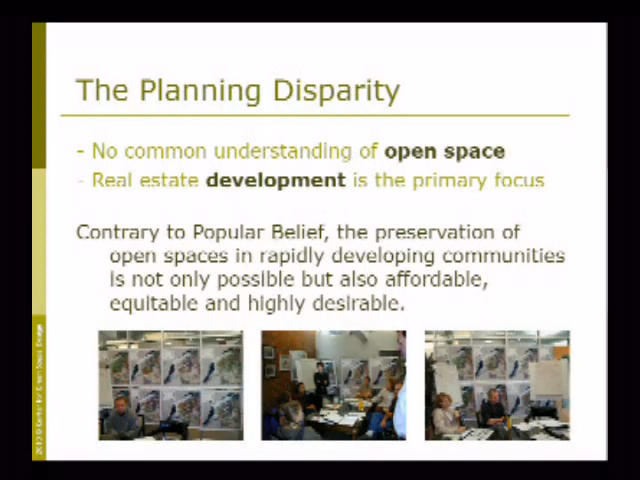 The Planning Disparity
- No common understanding of open space
- Real estate development is the primary focus
Contrary to Popular Belief, the preservation of
open spaces in rapidly developing communities
is not only possible but also affordable,
equitable and highly desirable.